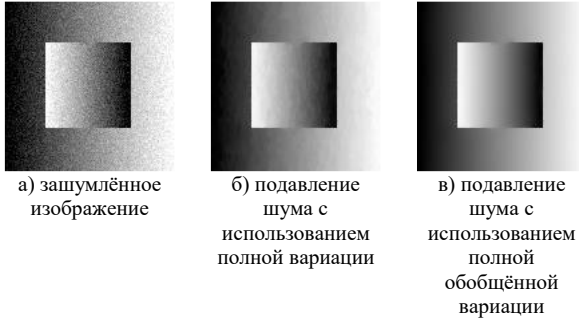 а) зашумлённое
изображение
б) подавление
шума с
использованием
полной вариации
в) подавление
шума с
использованием
полной
обобщённой
вариации